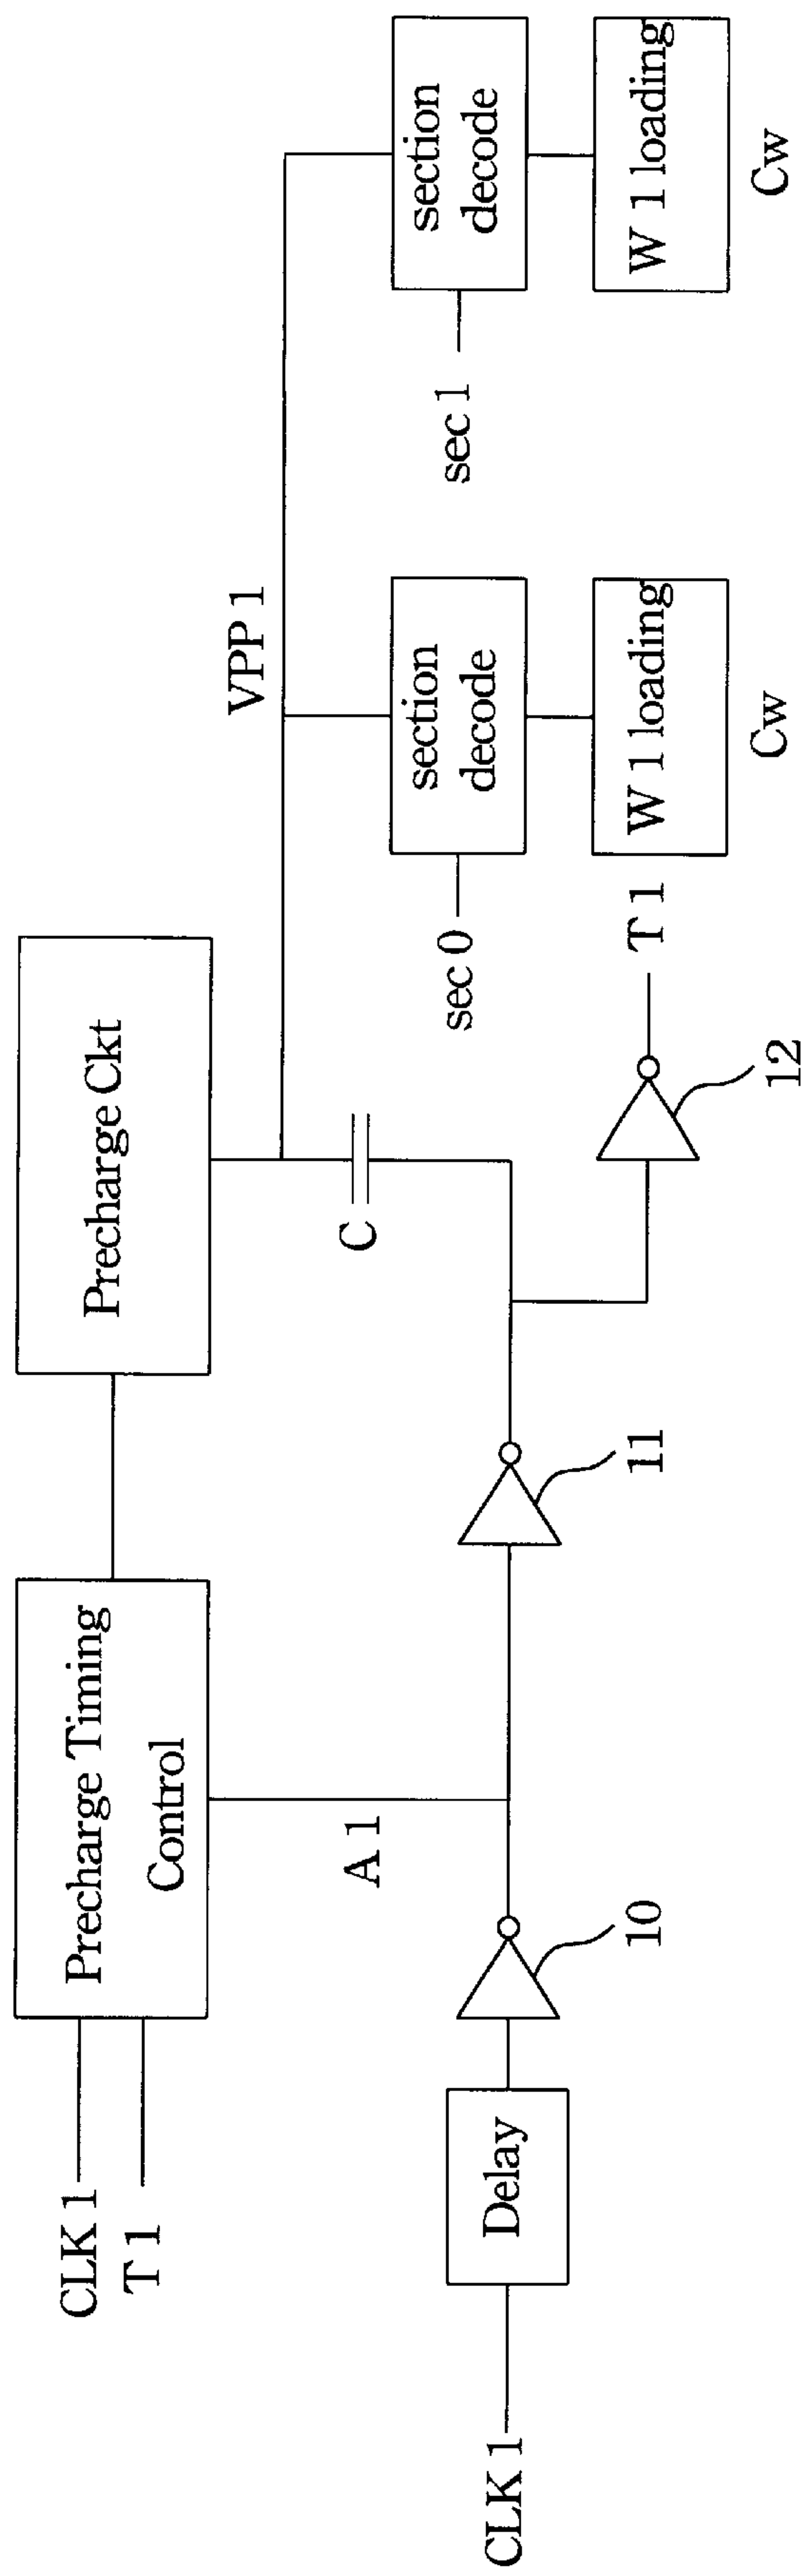 CLK 1
T 1
Precharge Timing
Control
Precharge Ckt
VPP 1
A 1
C
sec 0
section
decode
sec 1
section
decode
CLK 1
Delay
10
11
12
T 1
W 1 loading
Cw
W 1 loading
Cw